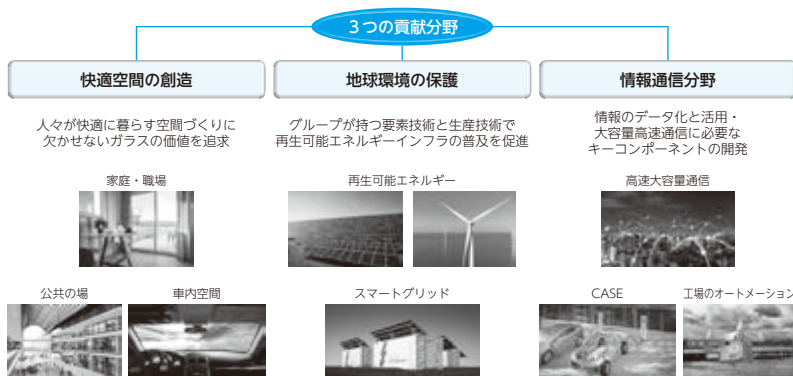 3つの貢献分野
快適空間の創造
地球環境の保護
情報通信分野
人々が快適に暮らす空間づくりに
欠かせないガラスの価値を追求
グループが持つ要素技術と生産技術で
再生可能エネルギーインフラの普及を促進
情報のデータ化と活用・
大容量高速通信に必要な
キーコンポーネントの開発
家庭・職場
再生可能エネルギー
高速大容量通信
公共の場
車内空間
スマートグリッド
CASE
工場のオートメーション